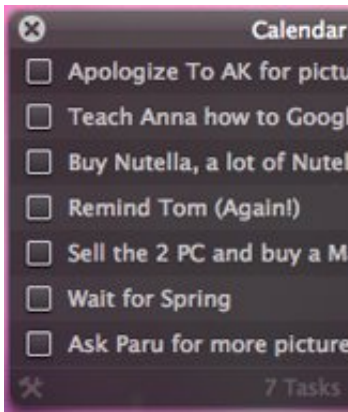 Calendar
Apologize To AK for pictu
Teach Anna how to Googl
Buy Nutella, a lot of Nutel
Remind Tom (Again!)
Sell the 2 PC and buy a M
Wait for Spring
Ask Paru for more picture
7 Tasks